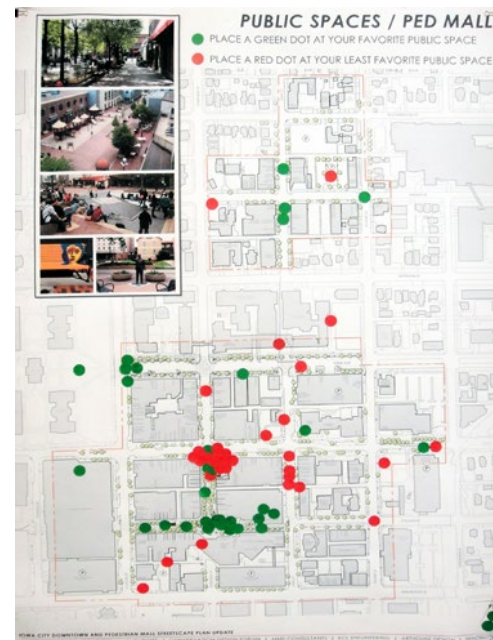 PUBLIC SPACES / PED MALL
PLACE A GREEN DOT AT YOUR FAVORITE PUBLIC SPACE
PLACE A RED DOT AT YOUR LEAST FAVORITE PUBLIC SPACE
IOWA CITY DOWNTOWN AND PEDESTRIAN MALL STREETSCAPE PLAN UPDATE